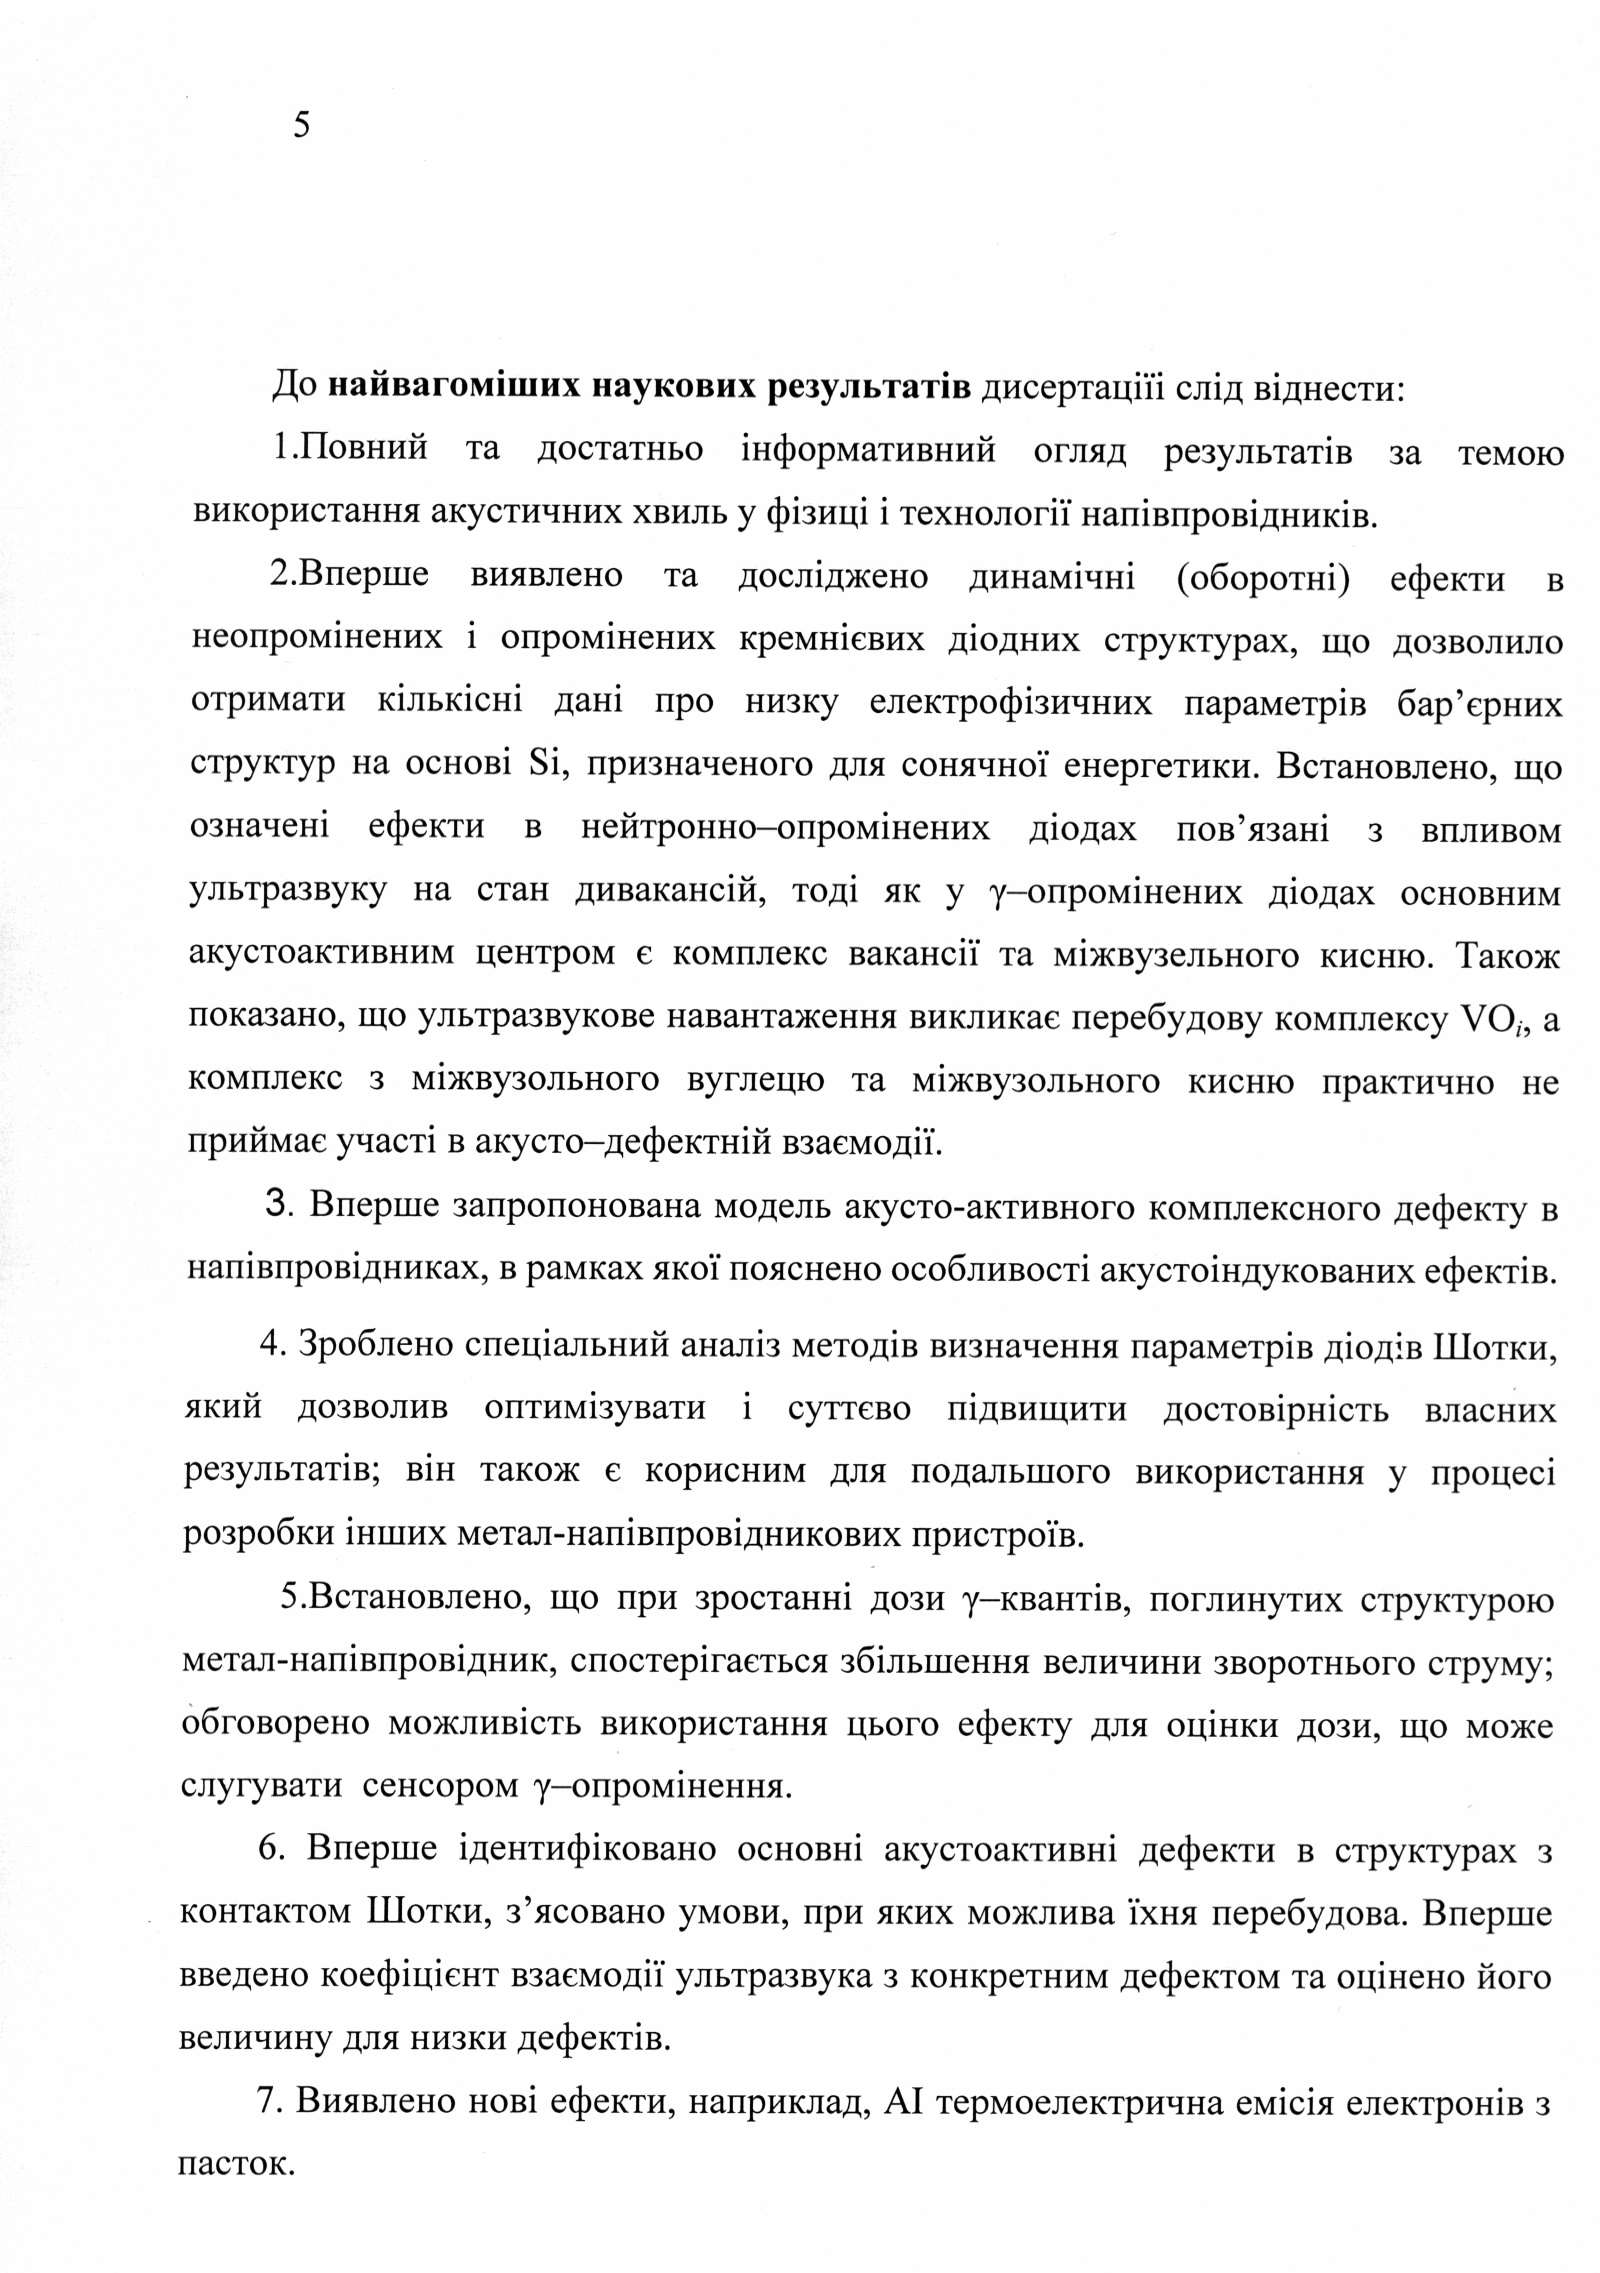 5
До найвагоміших наукових результатів дисертаціїї слід віднести:
1.Повний та достатньо інформативний огляд результатів за темою
використання акустичних хвиль у фізиці і технології напівпровідників.
2.Вперше виявлено та досліджено динамічні (оборотні) ефекти в
неопромінених і опромінених кремнієвих діодних структурах, що дозволило
отримати кількісні дані про низку електрофізичних параметрів бар’єрних
структур на основі Si, призначеного для сонячної енергетики. Встановлено, що
означені ефекти в нейтронно–опромінених діодах пов’язані з впливом
ультразвуку на стан дивакансій, тоді як у γ–опромінених діодах основним
акустоактивним центром є комплекс вакансії та міжвузельного кисню. Також
показано, що ультразвукове навантаження викликає перебудову комплексу VOi, а
комплекс з міжвузольного вуглецю та міжвузольного кисню практично не
приймає участі в акусто–дефектній взаємодії.
3. Вперше запропонована модель акусто-активного комплексного дефекту в
напівпровідниках, в рамках якої пояснено особливості акустоіндукованих ефектів.
4. Зроблено спеціальний аналіз методів визначення параметрів діодів Шотки,
який дозволив оптимізувати і суттєво підвищити достовірність власних
результатів; він також є корисним для подальшого використання у процесі
розробки інших метал-напівпровідникових пристроїв.
5.Встановлено, що при зростанні дози γ–квантів, поглинутих структурою
метал-напівпровідник, спостерігається збільшення величини зворотнього струму;
обговорено можливість використання цього ефекту для оцінки дози, що може
слугувати сенсором γ–опромінення.
6. Вперше ідентифіковано основні акустоактивні дефекти в структурах з
контактом Шотки, з’ясовано умови, при яких можлива їхня перебудова. Вперше
введено коефіцієнт взаємодії ультразвука з конкретним дефектом та оцінено його
величину для низки дефектів.
7. Виявлено нові ефекти, наприклад, АІ термоелектрична емісія електронів з
пасток.